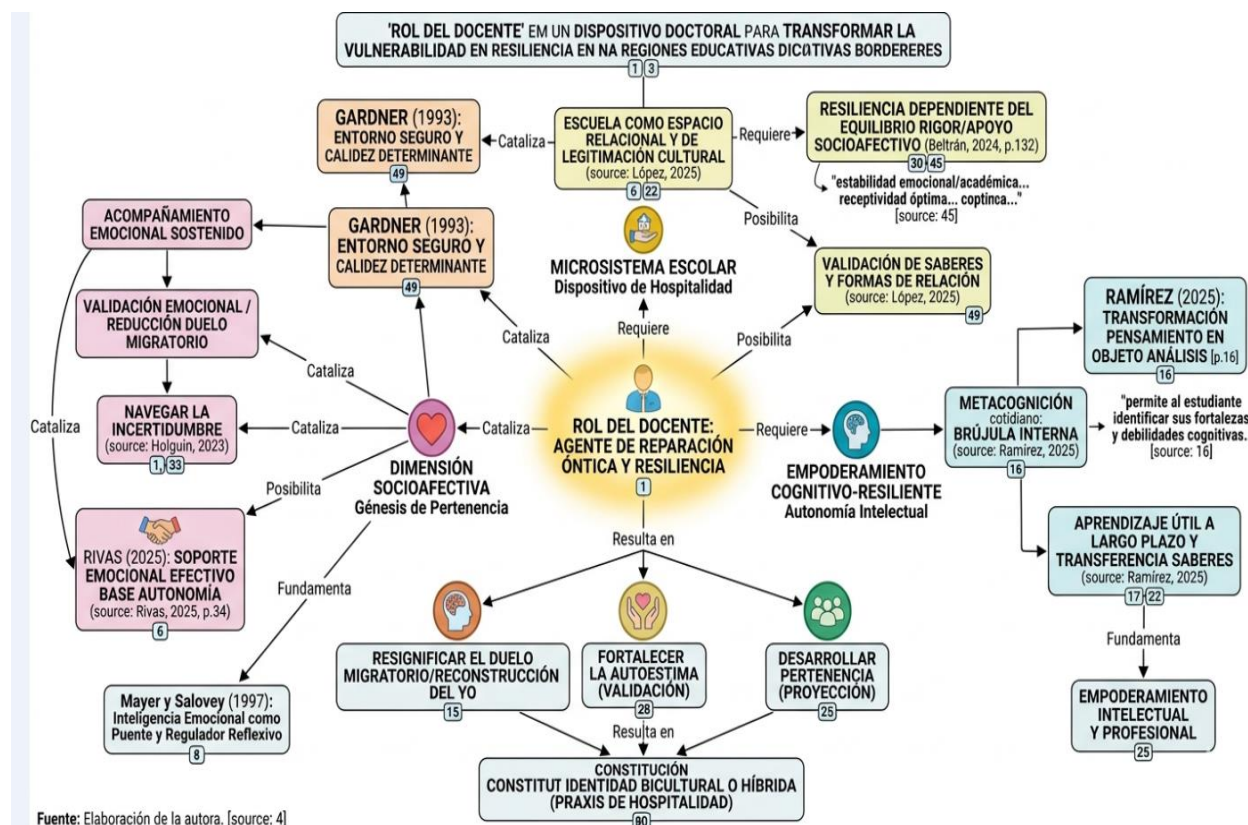 'ROL DEL DOCENTE' EM UN DISPOSITIVO DOCTORAL PARA TRANSFORMAR LA
VULNERABILIDAD EN RESILIENCIA EN NA REGIONES EDUCATIVAS DICATIVAS BORDERERES
1 3
GARDNER (1993):
ENTORNO SEGURO Y
CALIDEZ DETERMINANTE
49
Cataliza
ESCUELA COMO ESPACIO
RELACIONAL Y DE
LEGITIMACIÓN CULTURAL
(source: López, 2025)
6 22
Requiere
RESILIENCIA DEPENDIENTE DEL
EQUILIBRIO RIGOR/APOYO
SOCIOAFECTIVO (Beltrán, 2024, p.132)
30-45
"estabilidad emocional/académica...
receptividad óptima... coptinca..."
[source: 45]
ACOMPAÑAMIENTO
EMOCIONAL SOSTENIDO
GARDNER (1993):
ENTORNO SEGURO Y
CALIDEZ DETERMINANTE
49
MICROSISTEMA ESCOLAR
Dispositivo de Hospitalidad
Posibilita
VALIDACIÓN DE SABERES
Y FORMAS DE RELACIÓN
(source: López, 2025)
49
VALIDACIÓN EMOCIONAL /
REDUCCIÓN DUELO
MIGRATORIO
Cataliza
Cataliza
Requiere
Posibilita
RAMÍREZ (2025):
TRANSFORMACIÓN
PENSAMIENTO EN
OBJETO ANÁLISIS [p.16]
16
Cataliza
NAVEGAR LA
INCERTIDUMBRE
(source: Holguin, 2023)
1, 33
Cataliza
Cataliza
ROL DEL DOCENTE:
AGENTE DE REPARACIÓN
ÓNTICA Y RESILIENCIA
1
Requiere
METACOGNICIÓN
cotidiano:
BRÚJULA INTERNA
(source: Ramirez, 2025)
16
"permite al estudiante
identificar sus fortalezas
y debilidades cognitivas.
[source: 16]
DIMENSIÓN
SOCIOAFECTIVA
Génesis de Pertenencia
EMPODERAMIENTO
COGNITIVO-RESILIENTE
Autonomía Intelectual
Posibilita
RIVAS (2025): SOPORTE
EMOCIONAL EFECTIVO
BASE AUTONOMÍA
(source: Rivas, 2025, p.34)
6
Fundamenta
Resulta en
APRENDIZAJE ÚTIL A
LARGO PLAZO Y
TRANSFERENCIA SABERES
(source: Ramírez, 2025)
17-22
Fundamenta
RESIGNIFICAR EL DUELO
MIGRATORIO/RECONSTRUCCIÓN
DEL YO
15
FORTALECER
LA AUTOESTIMA
(VALIDACIÓN)
28
DESARROLLAR
PERTENENCIA
(PROYECCIÓN)
25
Mayer y Salovey (1997):
Inteligencia Emocional como
Puente y Regulador Reflexivo
8
EMPODERAMIENTO
INTELECTUAL
Y PROFESIONAL
25
Resulta en
CONSTITUCIÓN
CONSTITUT IDENTIDAD BICULTURAL O HÍBRIDA
(PRAXIS DE HOSPITALIDAD)
90
Fuente: Elaboración de la autora. [source: 4]